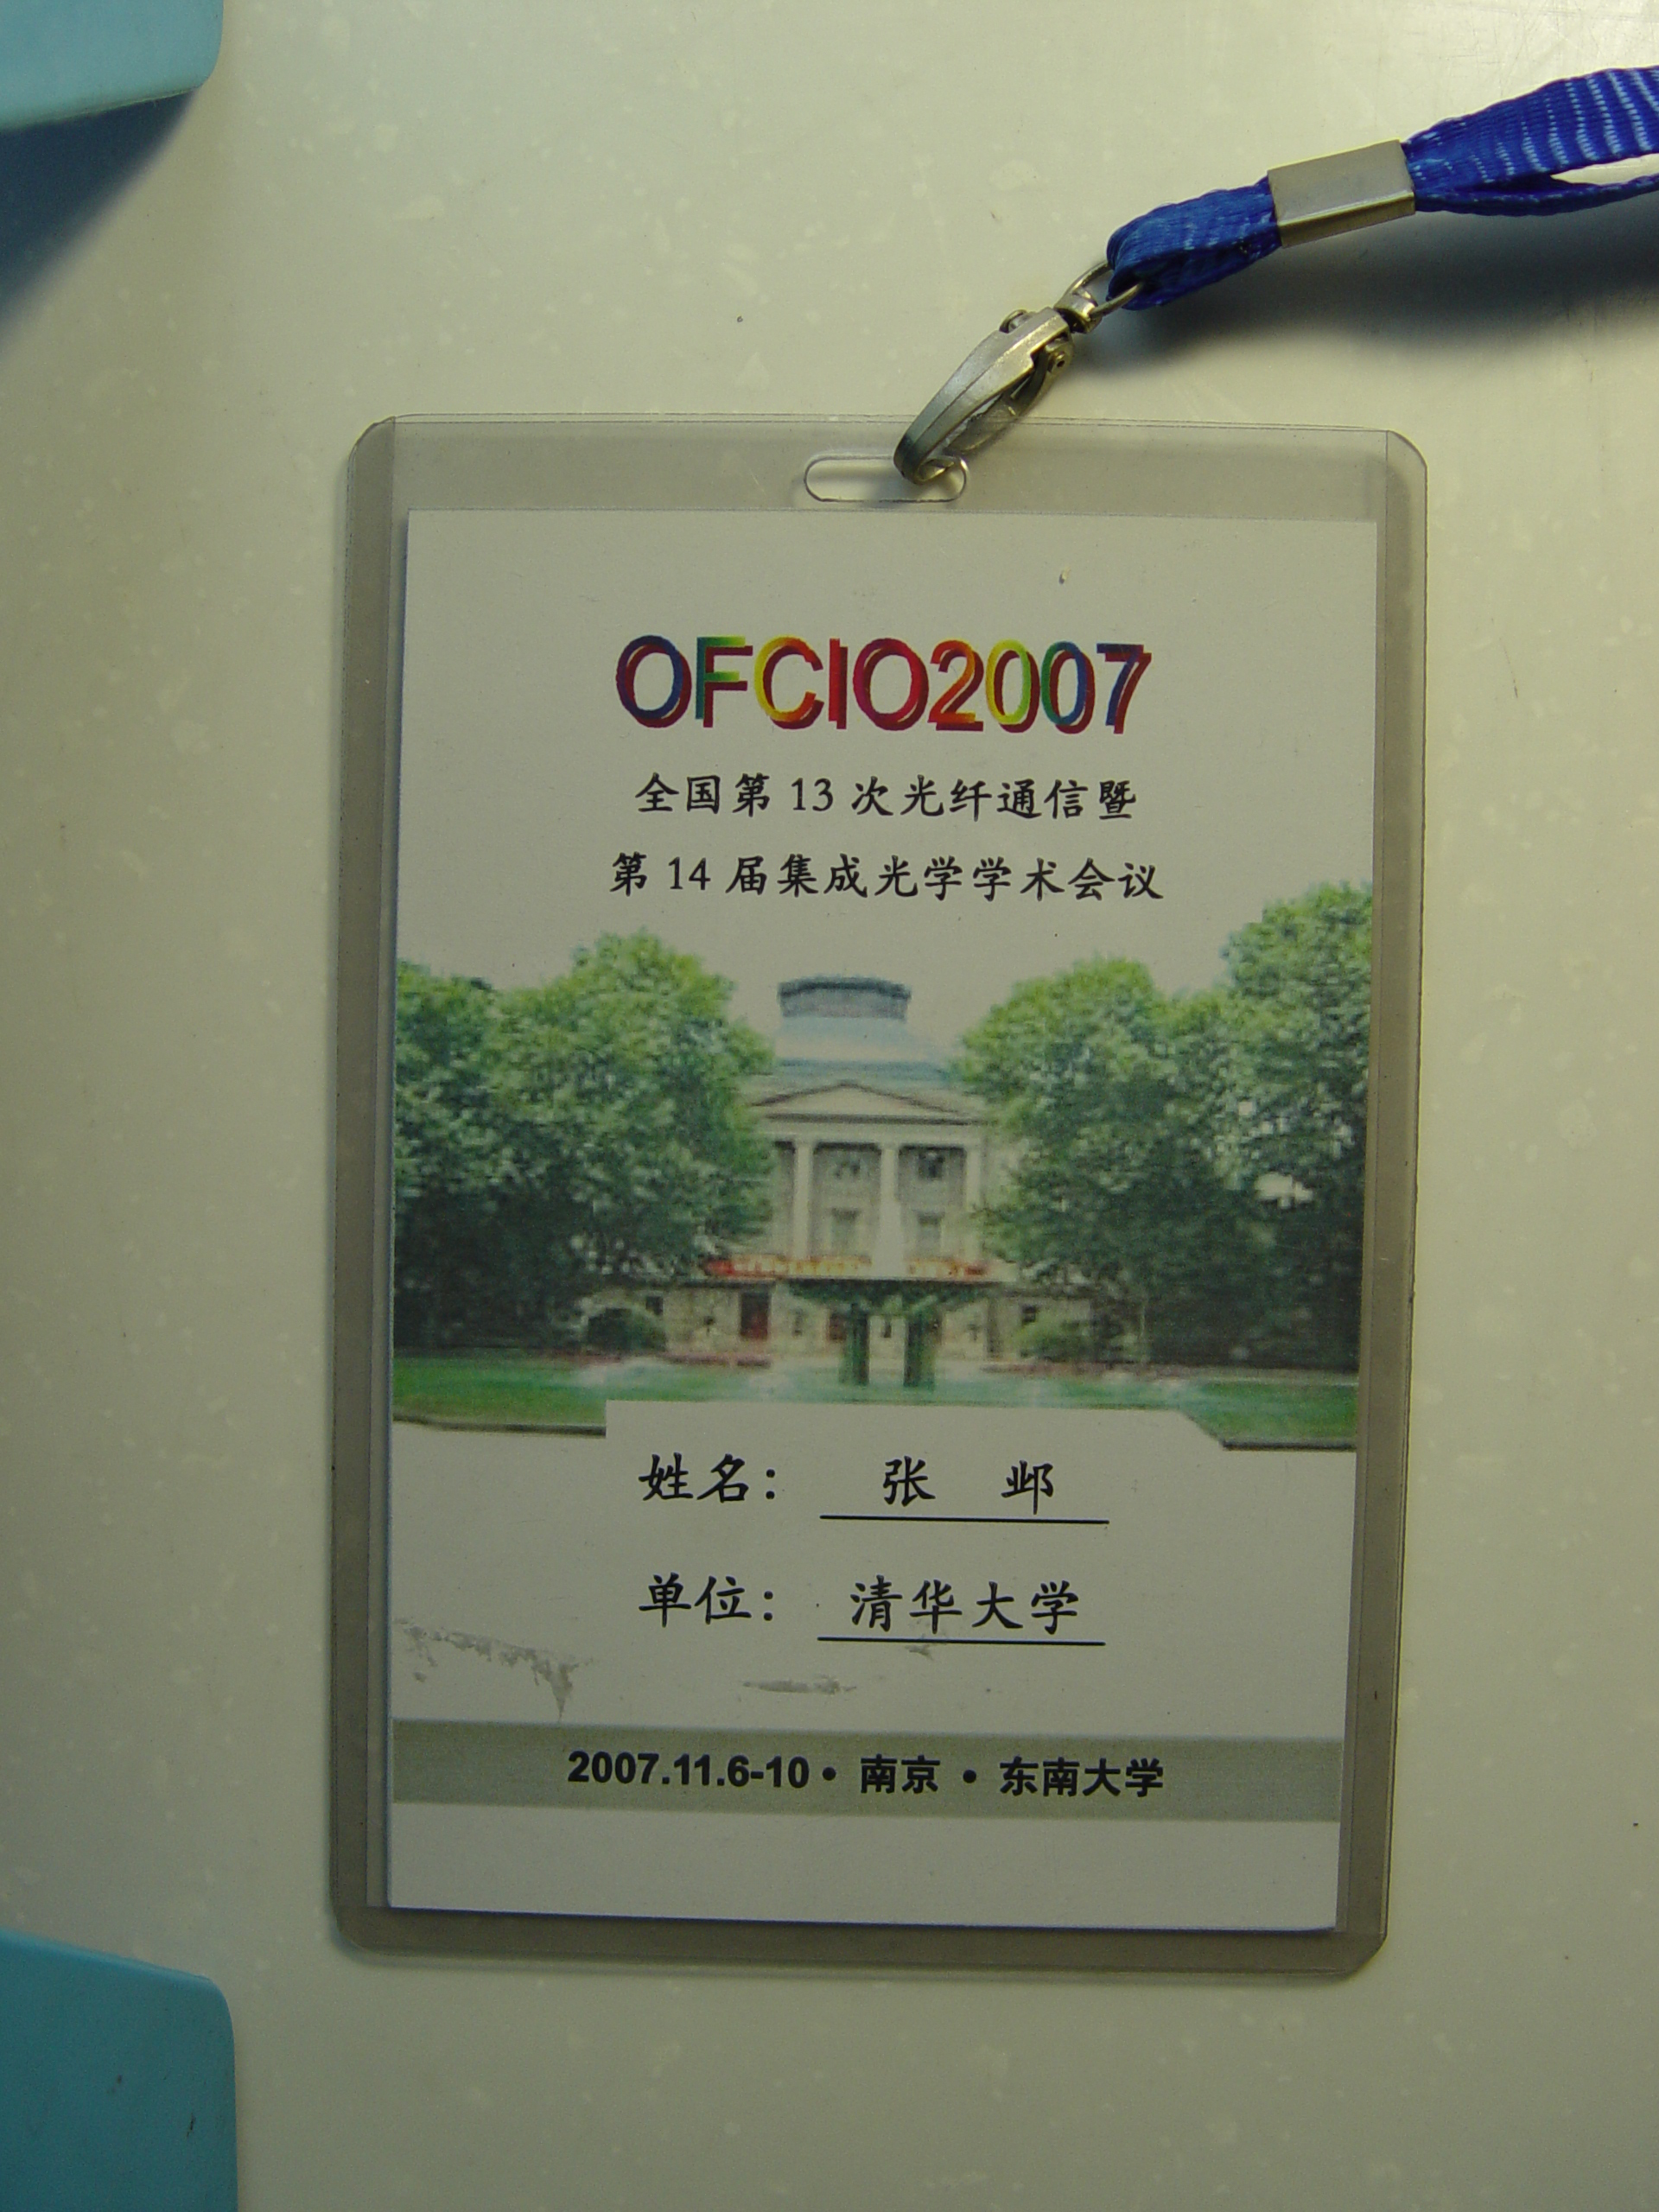 OFCIO2007
全国第 13 次光纤通信暨
第 14 届集成光学学术会议
姓名: 张 邺
单位: 清华大学
2007.11.6-10 · 南京 · 东南大学